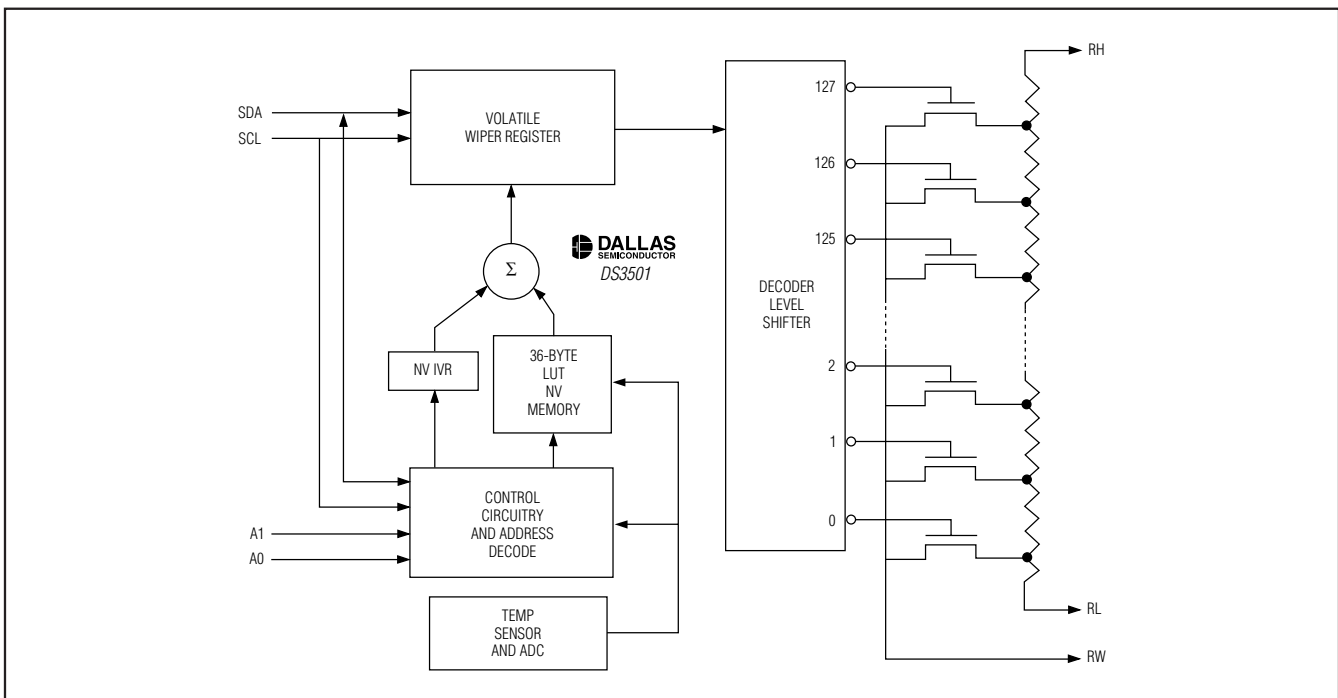 SDA
SCL
VOLATILE
WIPER REGISTER
Σ
DALLAS
SEMICONDUCTOR
DS3501
NV IVR
36-BYTE
LUT
NV
MEMORY
CONTROL
CIRCUITRY
AND ADDRESS
DECODE
A1
A0
TEMP
SENSOR
AND ADC
DECODER
LEVEL
SHIFTER
127
126
125
2
1
0
RH
RL
RW